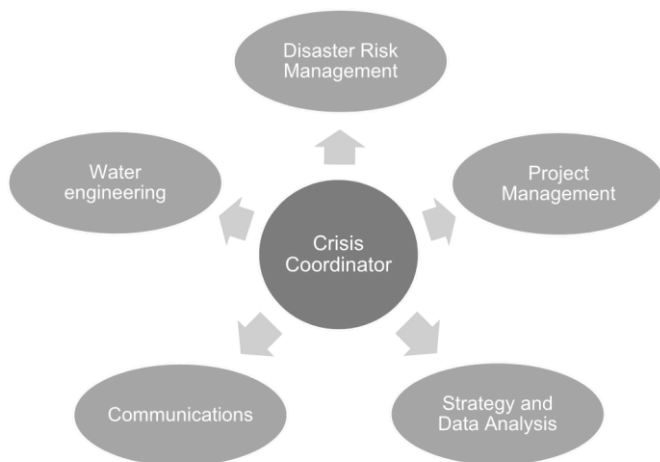 Disaster Risk
Management
Water
engineering
Project
Management
Crisis
Coordinator
Communications
Strategy and
Data Analysis